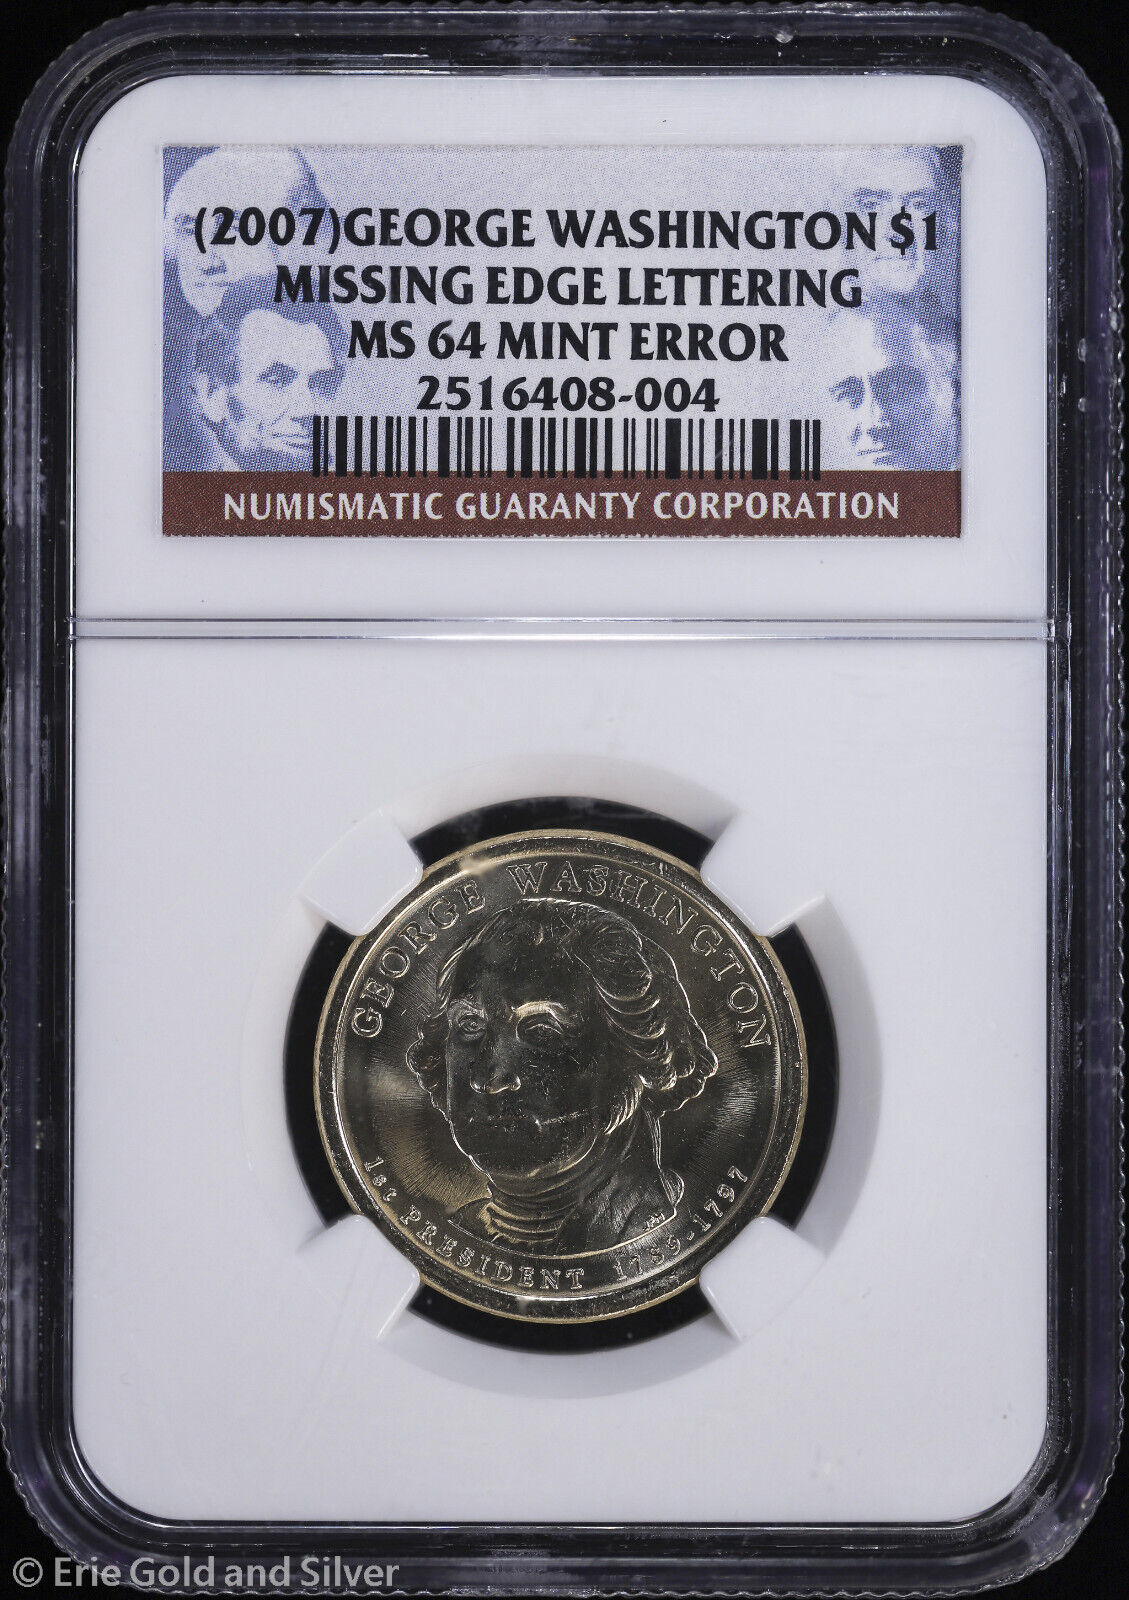 (2007)GEORGE WASHINGTON $1
MISSING EDGE LETTERING
MS 64 MINT ERROR
2516408-004
NUMISMATIC GUARANTY CORPORATION
GEORGE WASHINGTON
1st PRESIDENT 1789-1797
© Erie Gold and Silver